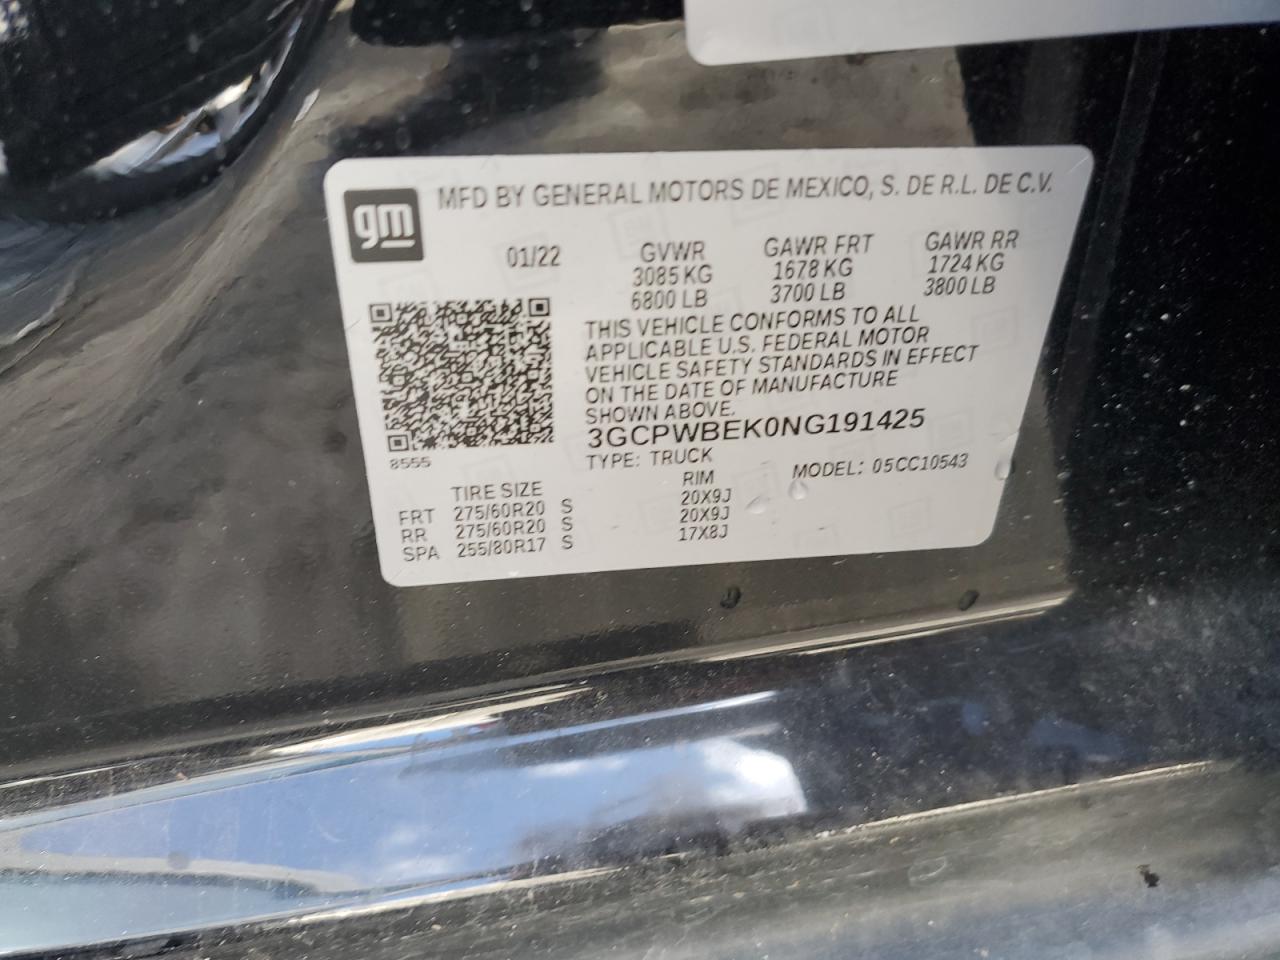 gm
MFD BY GENERAL MOTORS DE MEXICO, S. DE R.L. DE C.V.
01/22
GVWR
3085 KG
6800 LB
GAWR FRT
1678 KG
3700 LB
GAWR RR
1724 KG
3800 LB
THIS VEHICLE CONFORMS TO ALL
APPLICABLE U.S. FEDERAL MOTOR
VEHICLE SAFETY STANDARDS IN EFFECT
ON THE DATE OF MANUFACTURE
SHOWN ABOVE.
3GCPWBEK0NG191425
8555
TYPE: TRUCK
MODEL: 05CC10543
TIRE SIZE RIM
FRT 275/60R20 S 20X9J
RR 275/60R20 S 20X9J
SPA 255/80R17 S 17X8J